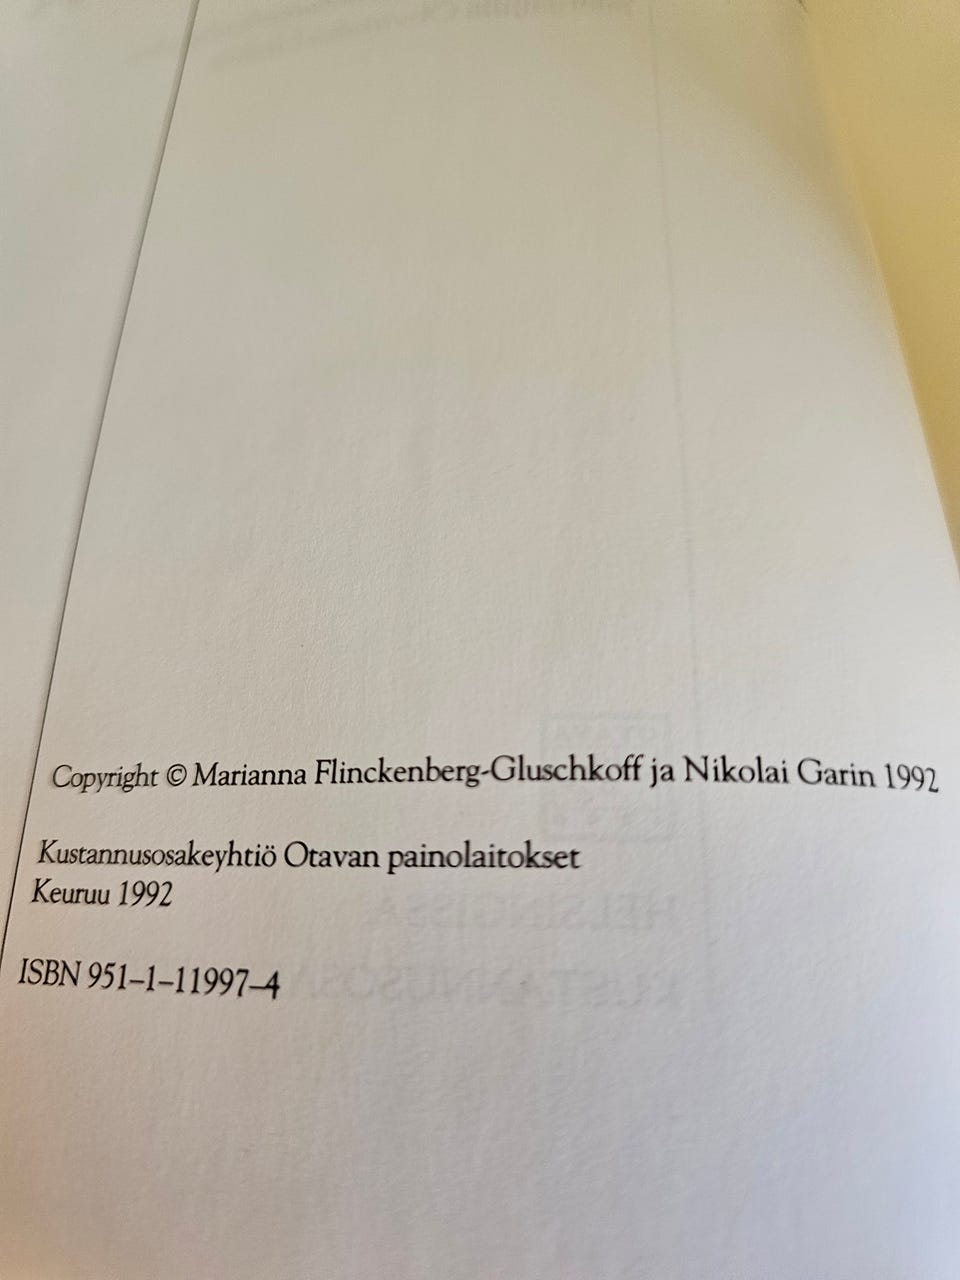 Copyright © Marianna Flinckenberg-Gluschkoff ja Nikolai Garin 1992
Kustannusosakeyhtiö Otavan painolaitokset
Keuruu 1992
ISBN 951–1–11997–4